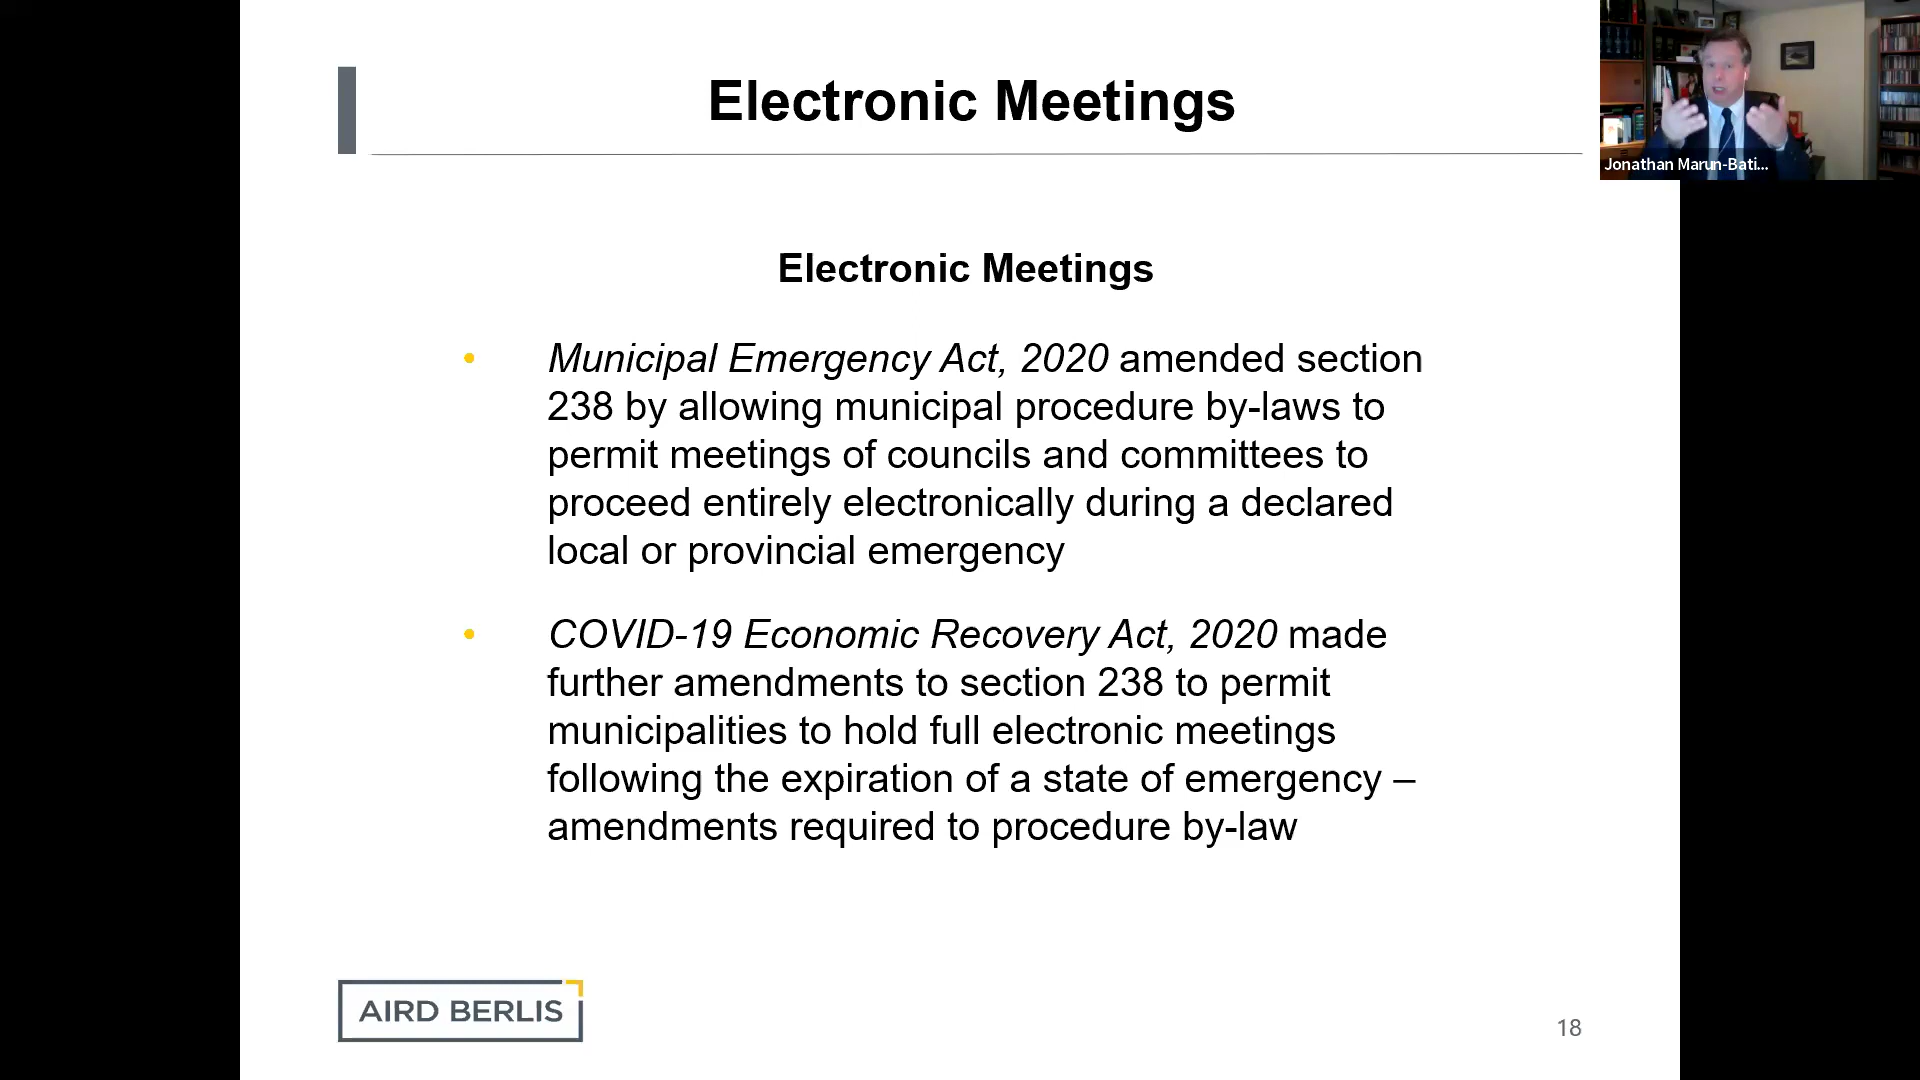 Electronic Meetings
Jonathan Marun-Bati...
Electronic Meetings
• Municipal Emergency Act, 2020 amended section
238 by allowing municipal procedure by-laws to
permit meetings of councils and committees to
proceed entirely electronically during a declared
local or provincial emergency
• COVID-19 Economic Recovery Act, 2020 made
further amendments to section 238 to permit
municipalities to hold full electronic meetings
following the expiration of a state of emergency –
amendments required to procedure by-law
AIRD BERLIS
18